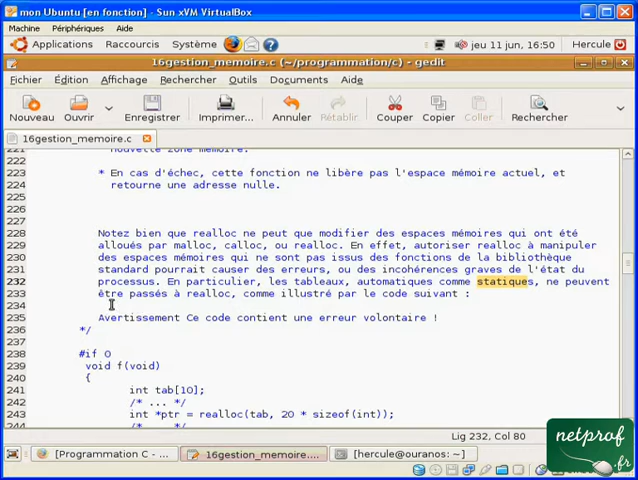 mon Ubuntu [en fonction] - Sun xVM VirtualBox
Machine Périphériques Aide
Applications Raccourcis Système jeu 11 jun, 16:50 Hercule
16gestion_memoire.c (~/programmation/c) - gedit
Fichier Édition Affichage Rechercher Outils Documents Aide
Nouveau Ouvrir Enregistrer Imprimer... Annuler Rétablir Couper Copier Coller Rechercher
16gestion_memoire.c
221 nouvelle zone mémoire.
222
223 * En cas d'échec, cette fonction ne libère pas l'espace mémoire actuel, et
224 retourne une adresse nulle.
225
226
227
228 Notez bien que realloc ne peut que modifier des espaces mémoires qui ont été
229 alloués par malloc, calloc, ou realloc. En effet, autoriser realloc à manipuler
230 des espaces mémoires qui ne sont pas issus des fonctions de la bibliothèque
231 standard pourrait causer des erreurs, ou des incohérences graves de l'état du
232 processus. En particulier, les tableaux, automatiques comme statiques, ne peuvent
233 être passés à realloc, comme illustré par le code suivant :
234
235 Avertissement Ce code contient une erreur volontaire !
236 */
237
238 #if 0
239 void f(void)
240 {
241 int tab[10];
242 /* ... */
243 int *ptr = realloc(tab, 20 * sizeof(int));
244 /* ... */
Lig 232, Col 80
[Programmation C - ... 16gestion_memoire.... [hercule@ouranos: ~]
netprof
.fr